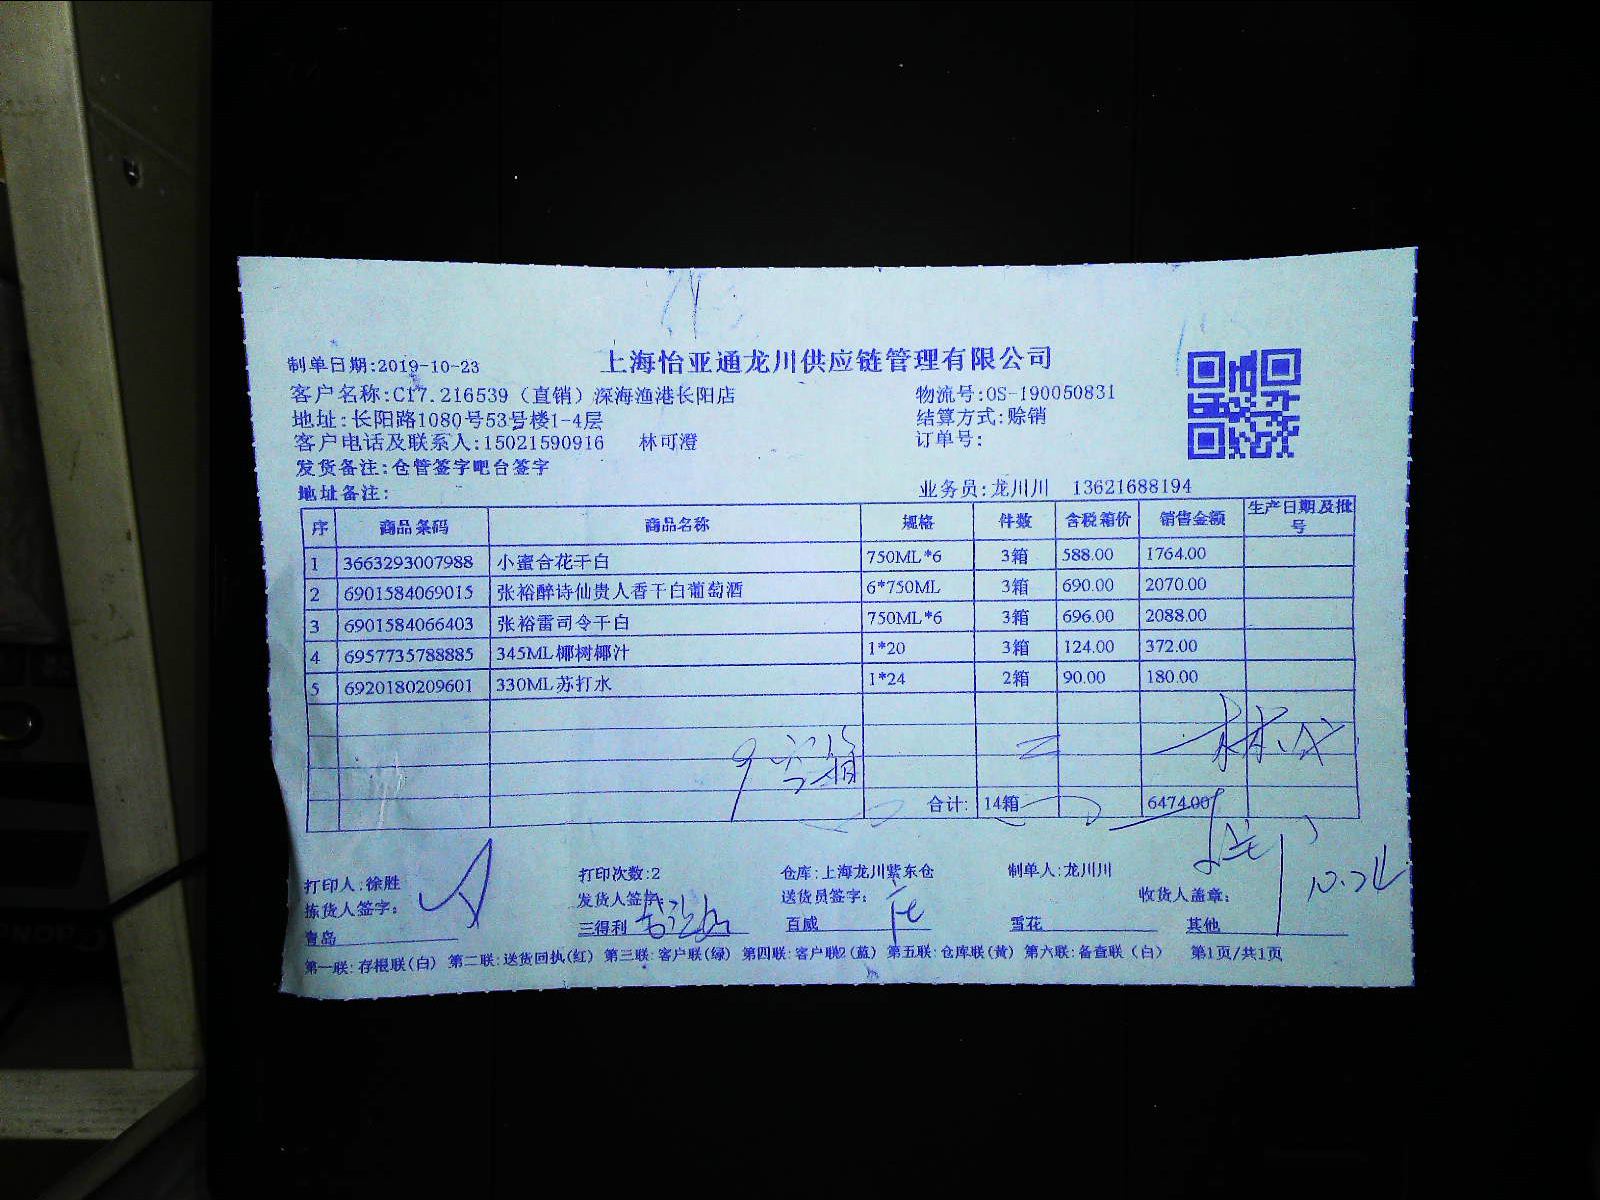 上海怡亚通龙川供应链管理有限公司
制单日期:2019-10-23
客户名称:C17.216539（直销）深海渔港长阳店 物流号:OS-190050831
地址:长阳路1080号53号楼1-4层 结算方式:赊销
客户电话及联系人:15021590916 林可澄 订单号:
发货备注:仓管签字吧台签字
地址备注: 业务员:龙川川 13621688194
序 商品条码 商品名称 规格 件数 含税箱价 销售金额 生产日期及批号
1 3663293007988 小蜜合花干白 750ML*6 3箱 588.00 1764.00
2 6901584069015 张裕醉诗仙贵人香干白葡萄酒 6*750ML 3箱 690.00 2070.00
3 6901584066403 张裕雷司令干白 750ML*6 3箱 696.00 2088.00
4 6957735788885 345ML椰树椰汁 1*20 3箱 124.00 372.00
5 6920180209601 330ML苏打水 1*24 2箱 90.00 180.00
合计: 14箱 6474.00
打印人:徐胜 打印次数:2 仓库:上海龙川紫东仓 制单人:龙川川
拣货人签字: 发货人签字: 送货员签字: 收货人盖章:
青岛 三得利 百威 雪花 其他
第一联:存根联(白) 第二联:送货回执(红) 第三联:客户联(绿) 第四联:客户联2(蓝) 第五联:仓库联(黄) 第六联:备查联（白） 第1页/共1页